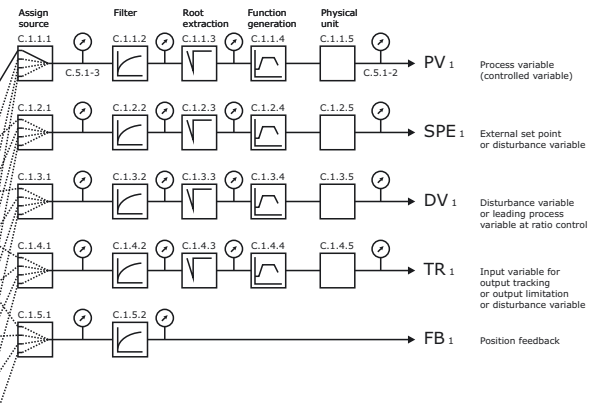 Assign source
Filter
Root extraction
Function generation
Physical unit
C.1.1.1
C.1.1.2
C.1.1.3
C.1.1.4
C.1.1.5
C.5.1-3
C.5.1-2
PV 1
Process variable
(controlled variable)
C.1.2.1
C.1.2.2
C.1.2.3
C.1.2.4
C.1.2.5
SPE 1
External set point
or disturbance variable
C.1.3.1
C.1.3.2
C.1.3.3
C.1.3.4
C.1.3.5
DV 1
Disturbance variable
or leading process
variable at ratio control
C.1.4.1
C.1.4.2
C.1.4.3
C.1.4.4
C.1.4.5
TR 1
Input variable for
output tracking
or output limitation
or disturbance variable
C.1.5.1
C.1.5.2
FB 1
Position feedback